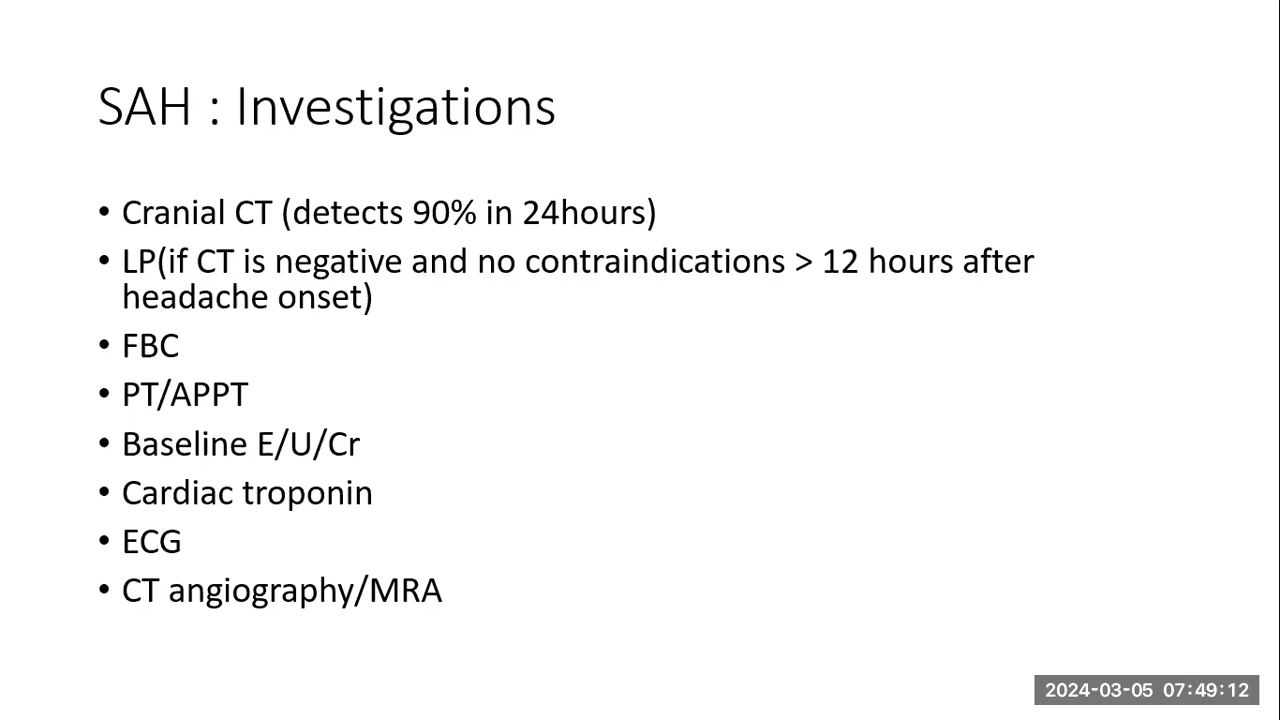 SAH : Investigations
• Cranial CT (detects 90% in 24hours)
• LP(if CT is negative and no contraindications > 12 hours after
headache onset)
• FBC
• PT/APPT
• Baseline E/U/Cr
• Cardiac troponin
• ECG
• CT angiography/MRA
2024-03-05 07:49:12